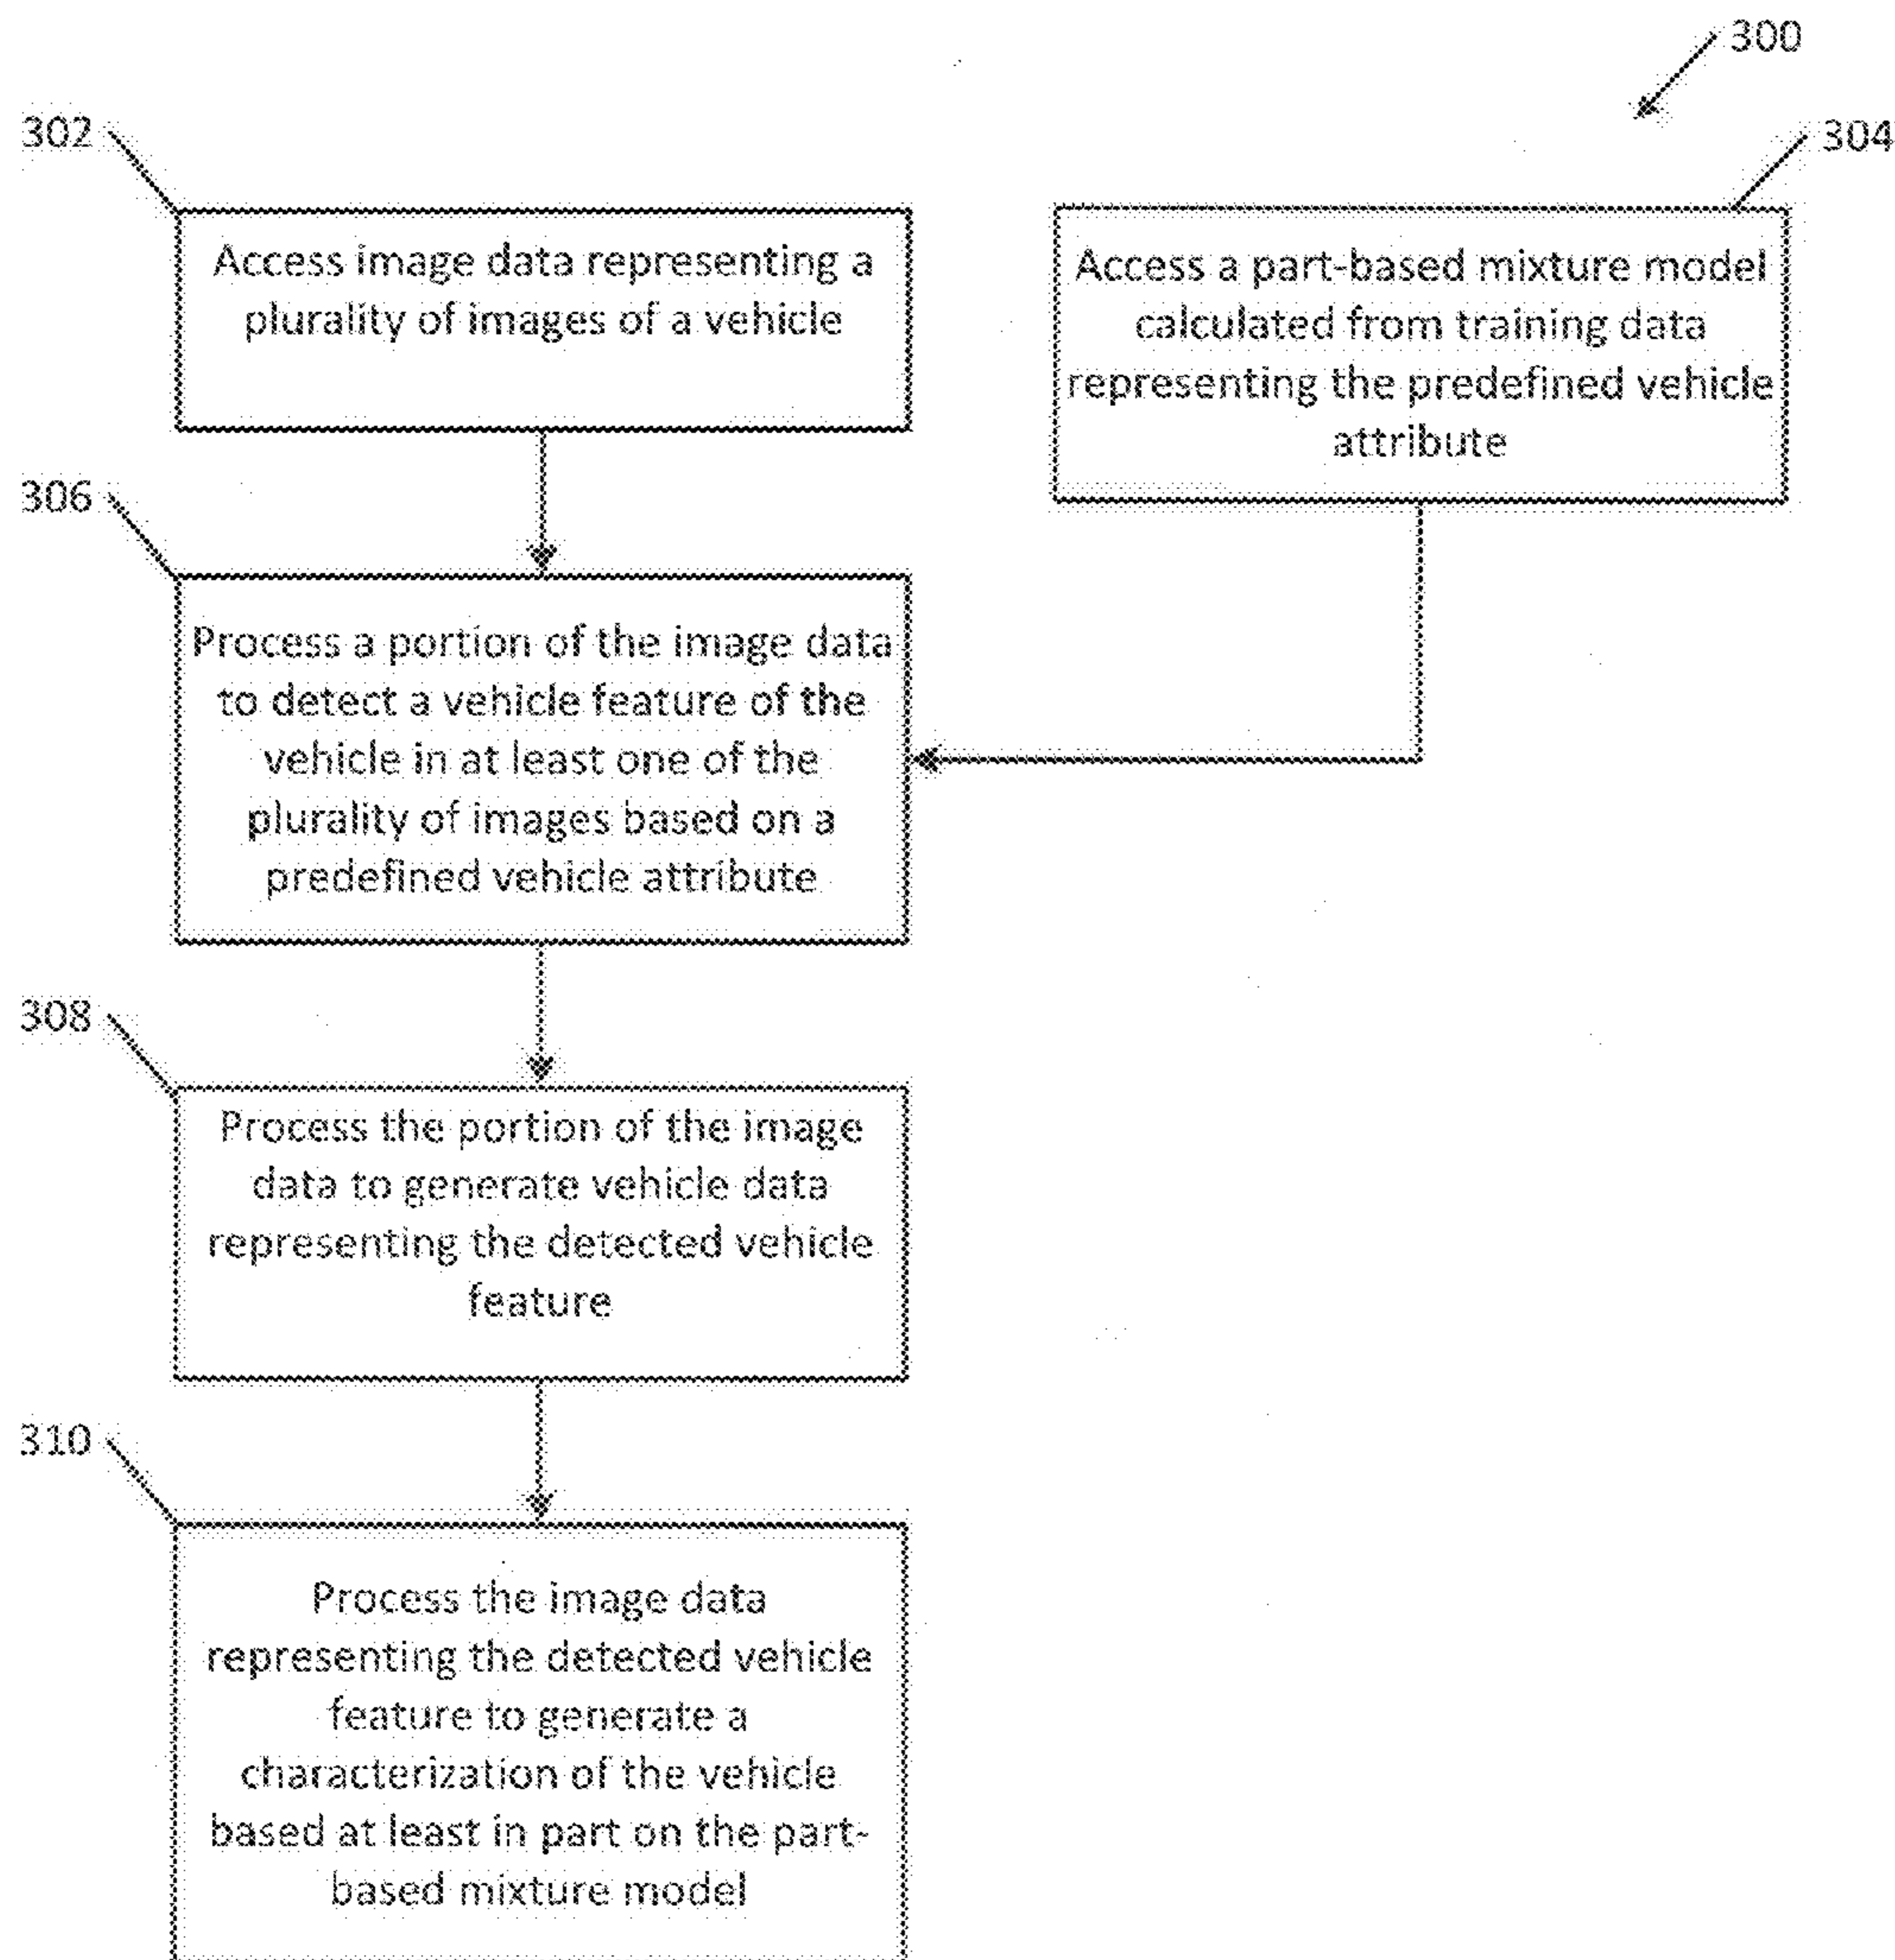 300
302
304
Access image data representing a
plurality of images of a vehicle
Access a part-based mixture model
calculated from training data
representing the predefined vehicle
attribute
306
Process a portion of the image data
to detect a vehicle feature of the
vehicle in at least one of the
plurality of images based on a
predefined vehicle attribute
308
Process the portion of the image
data to generate vehicle data
representing the detected vehicle
feature
310
Process the image data
representing the detected vehicle
feature to generate a
characterization of the vehicle
based at least in part on the part-
based mixture model